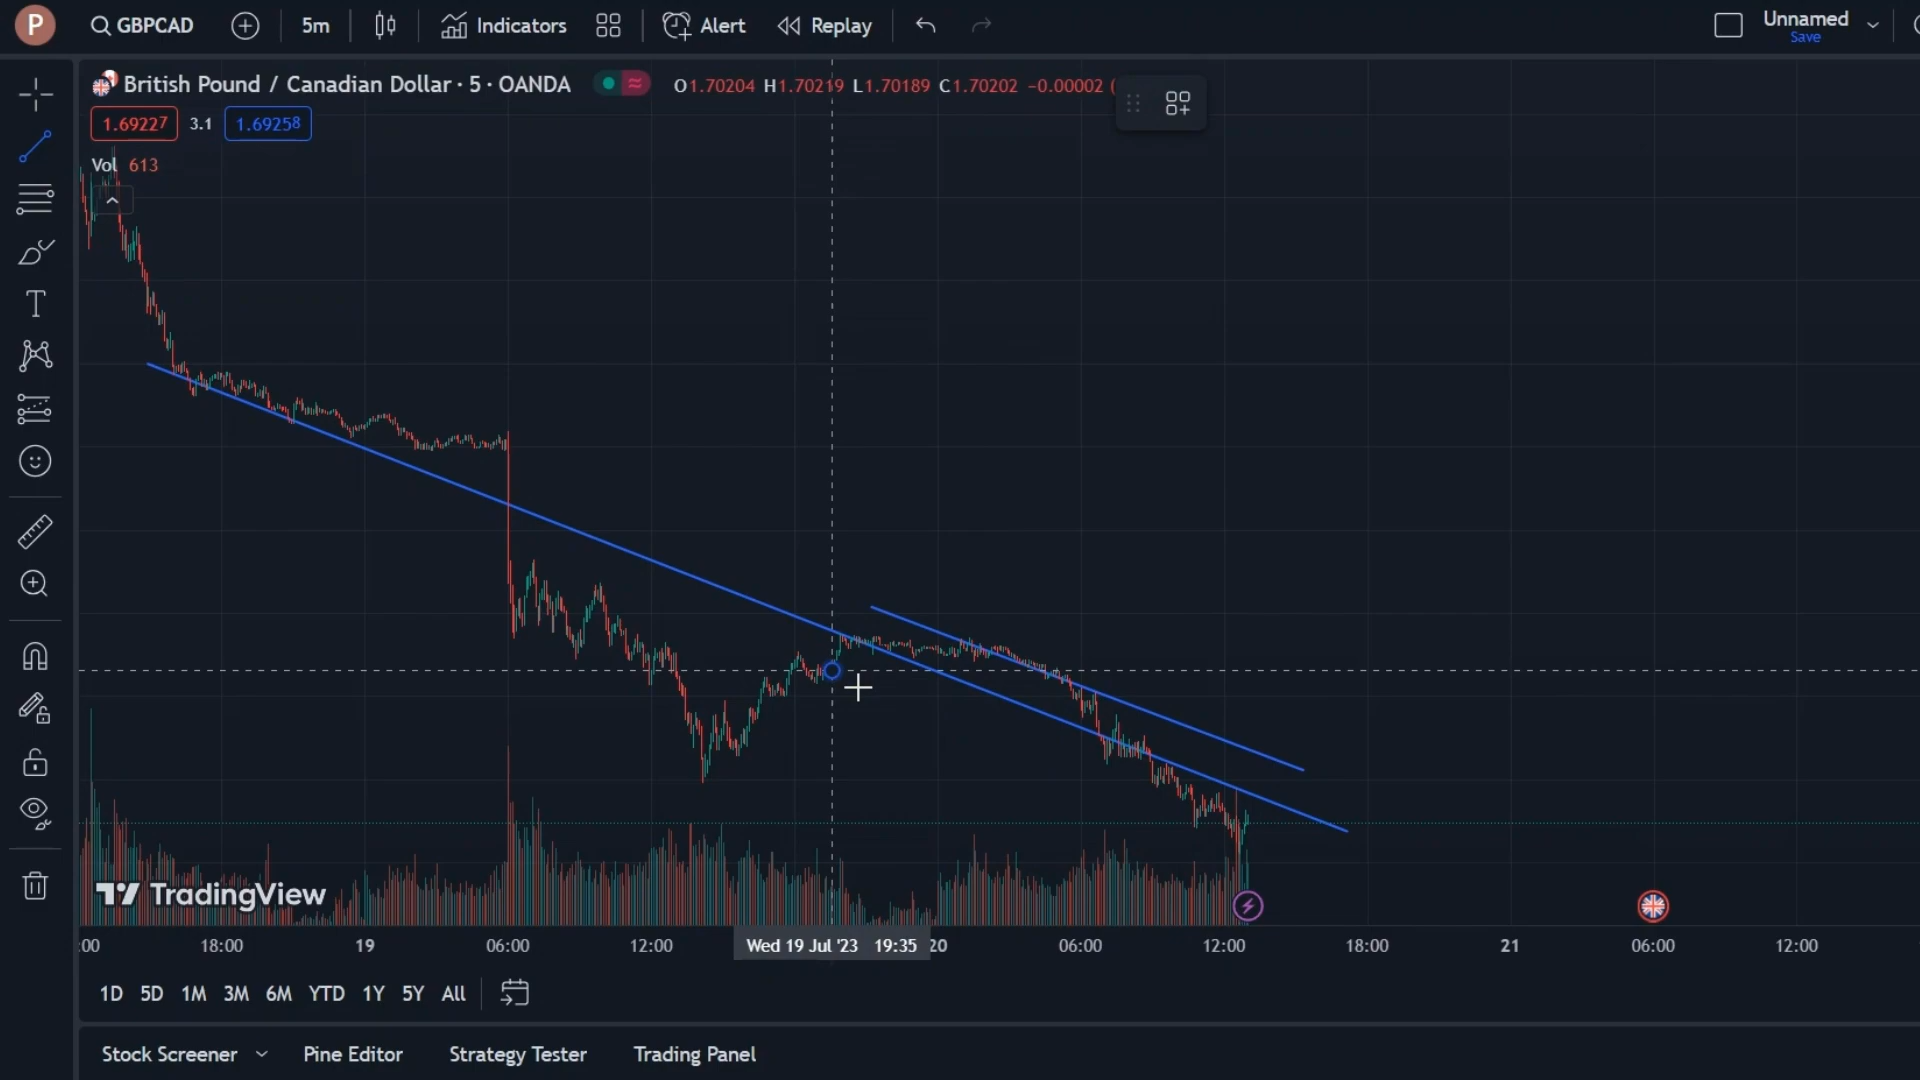 P GBPCAD 5m Indicators Alert Replay Unnamed
Save
British Pound / Canadian Dollar · 5 · OANDA O1.70204 H1.70219 L1.70189 C1.70202 −0.00002 (
1.69227 3.1 1.69258
Vol 613
TradingView
:00 18:00 19 06:00 12:00 Wed 19 Jul '23 19:35 20 06:00 12:00 18:00 21 06:00 12:00
1D 5D 1M 3M 6M YTD 1Y 5Y All
Stock Screener Pine Editor Strategy Tester Trading Panel